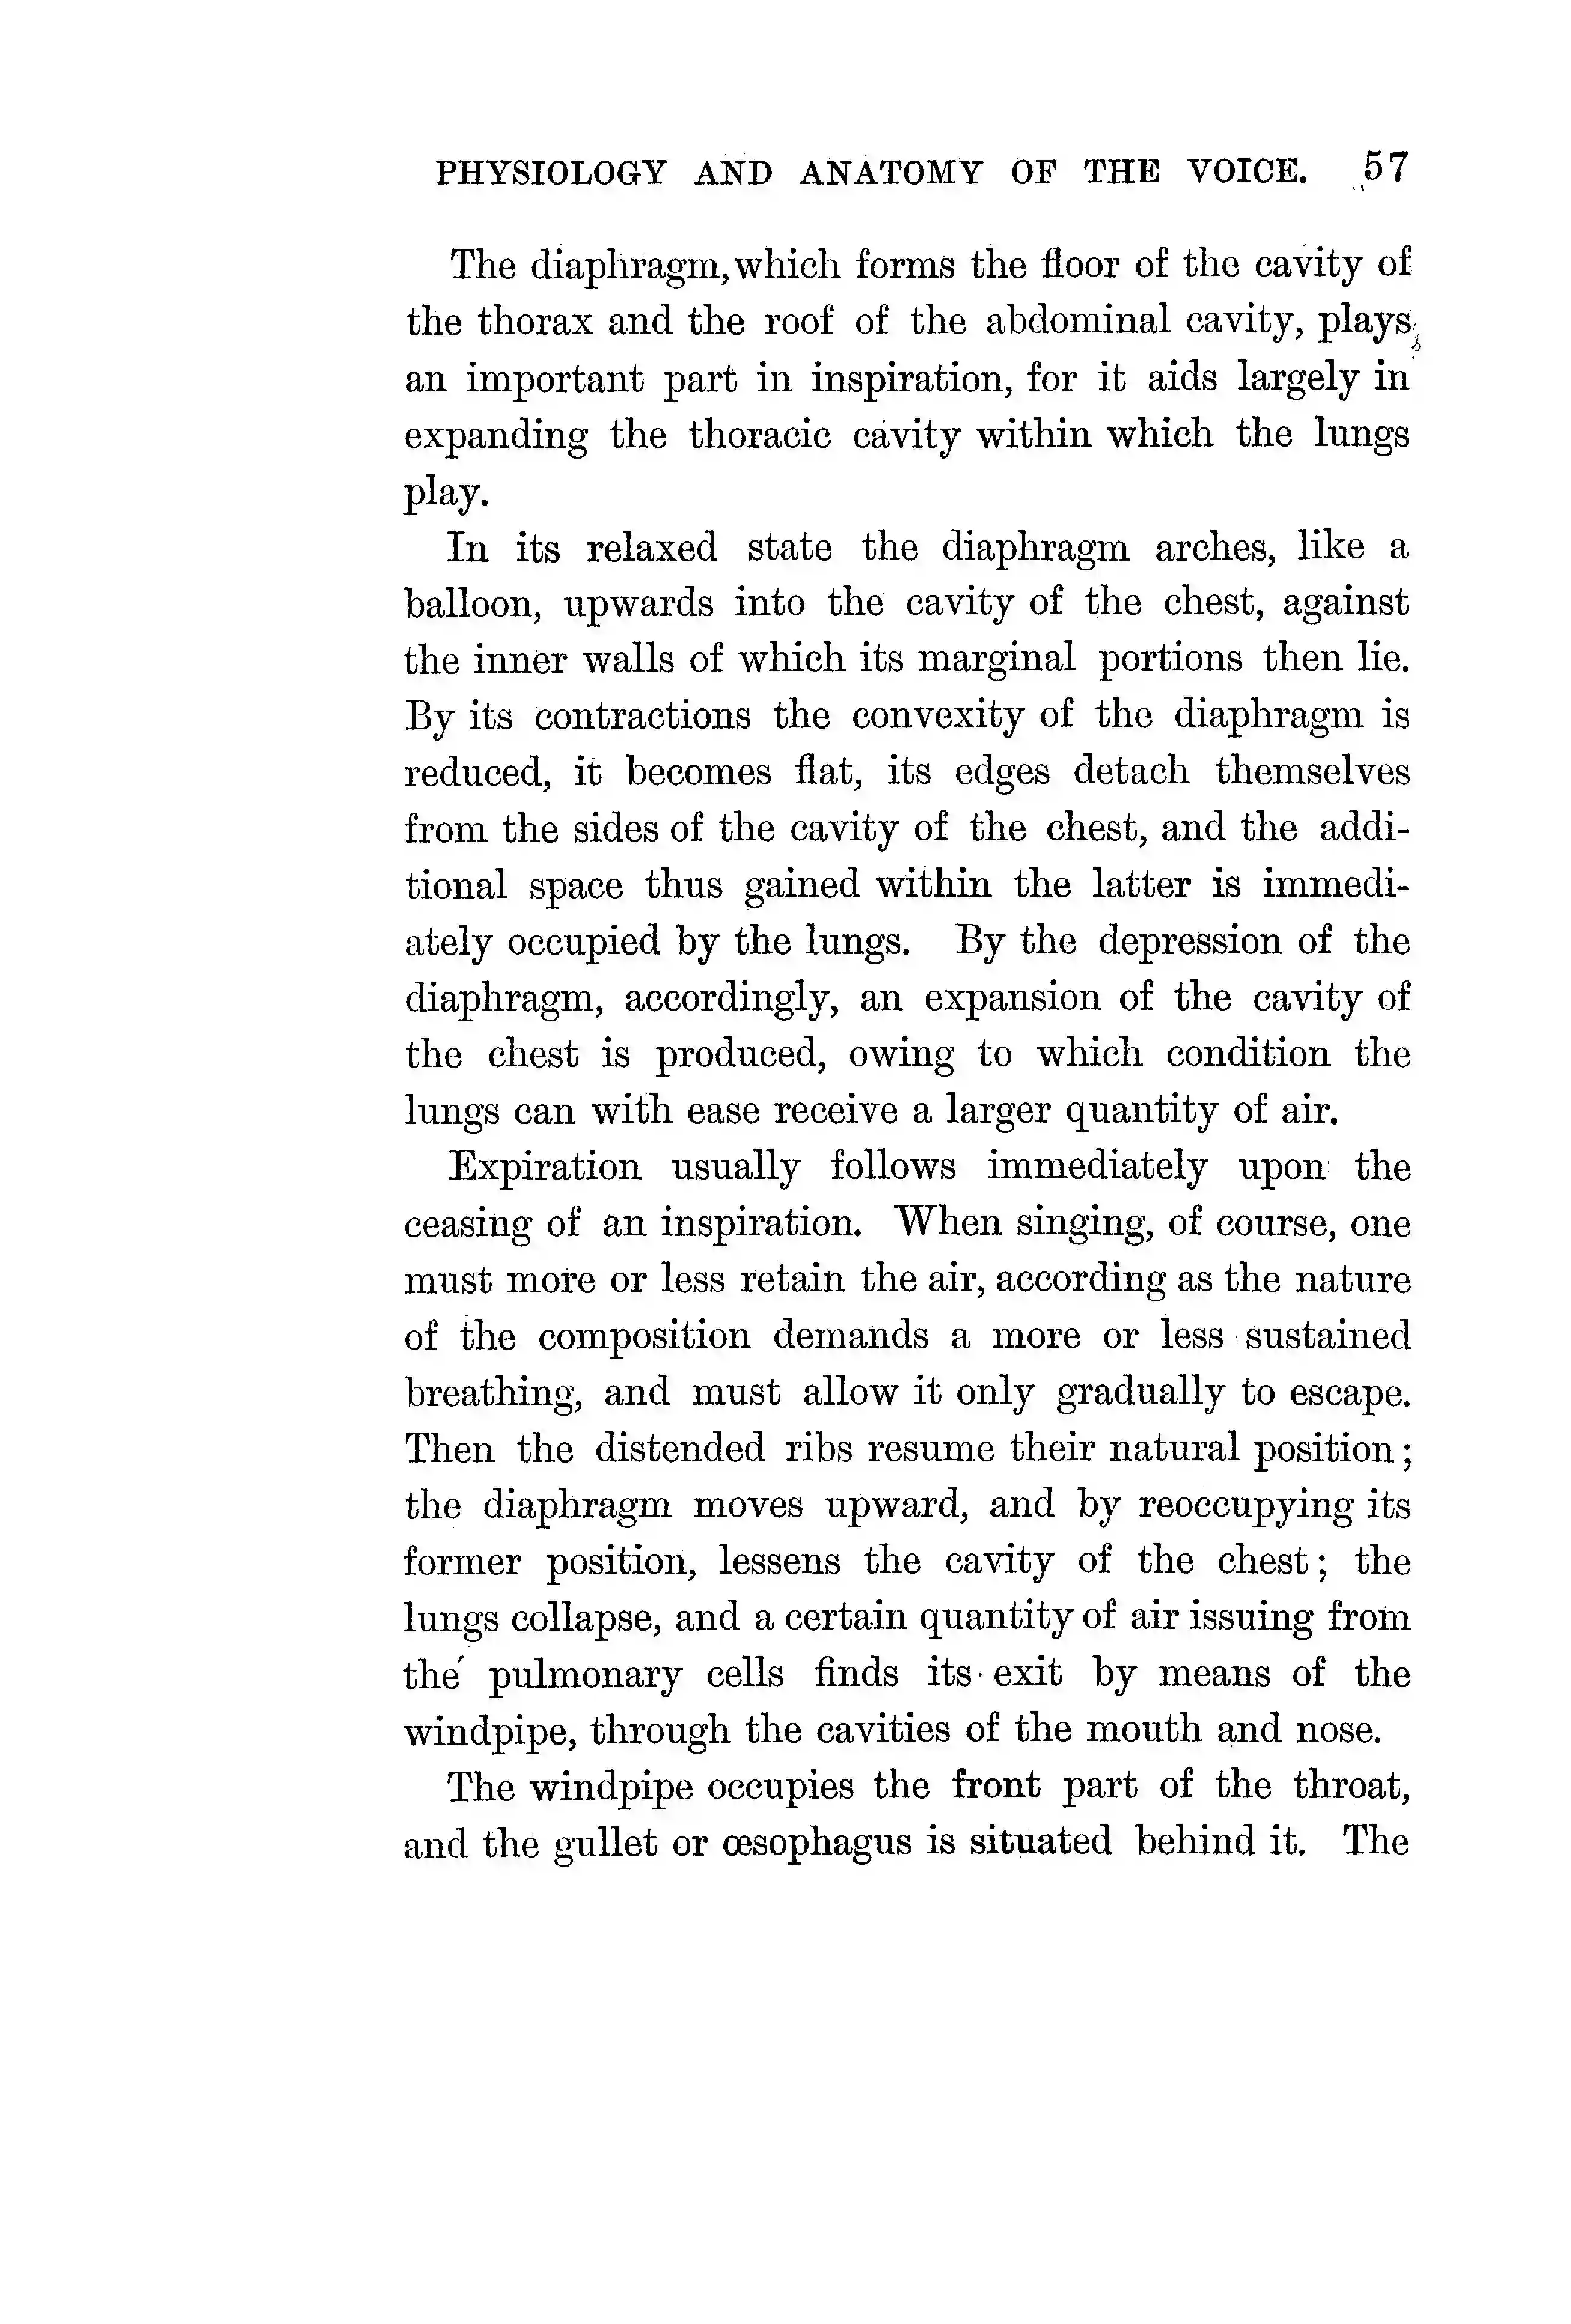 PHYSIOLOGY AND ANATOMY OF THE VOICE. 57
The diaphragm, which forms the floor of the cavity of
the thorax and the roof of the abdominal cavity, plays
an important part in inspiration, for it aids largely in
expanding the thoracic cavity within which the lungs
play.
In its relaxed state the diaphragm arches, like a
balloon, upwards into the cavity of the chest, against
the inner walls of which its marginal portions then lie.
By its contractions the convexity of the diaphragm is
reduced, it becomes flat, its edges detach themselves
from the sides of the cavity of the chest, and the addi-
tional space thus gained within the latter is immedi-
ately occupied by the lungs. By the depression of the
diaphragm, accordingly, an expansion of the cavity of
the chest is produced, owing to which condition the
lungs can with ease receive a larger quantity of air.
Expiration usually follows immediately upon the
ceasing of an inspiration. When singing, of course, one
must more or less retain the air, according as the nature
of the composition demands a more or less sustained
breathing, and must allow it only gradually to escape.
Then the distended ribs resume their natural position;
the diaphragm moves upward, and by reoccupying its
former position, lessens the cavity of the chest; the
lungs collapse, and a certain quantity of air issuing from
the pulmonary cells finds its exit by means of the
windpipe, through the cavities of the mouth and nose.
The windpipe occupies the front part of the throat,
and the gullet or œsophagus is situated behind it. The